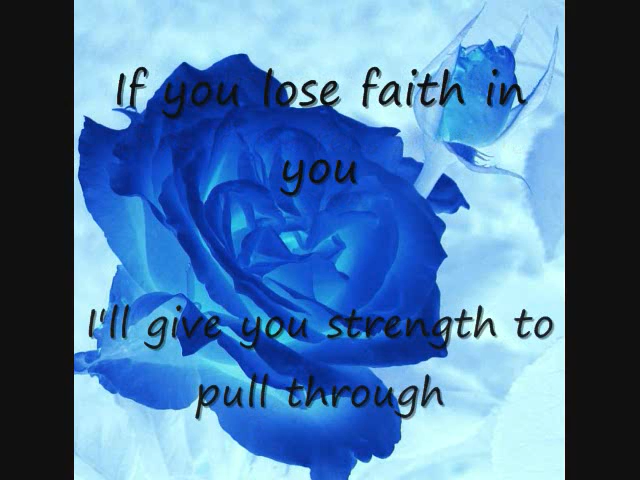 If you lose faith in
you
I'll give you strength to
pull through